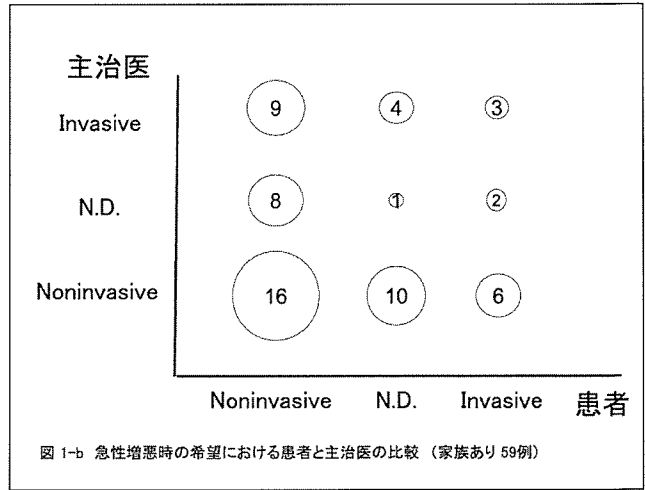 主治医
Invasive 9 4 3
N.D. 8 1 2
Noninvasive 16 10 6
Noninvasive N.D. Invasive 患者
図 1-b 急性増悪時の希望における患者と主治医の比較 （家族あり 59例）